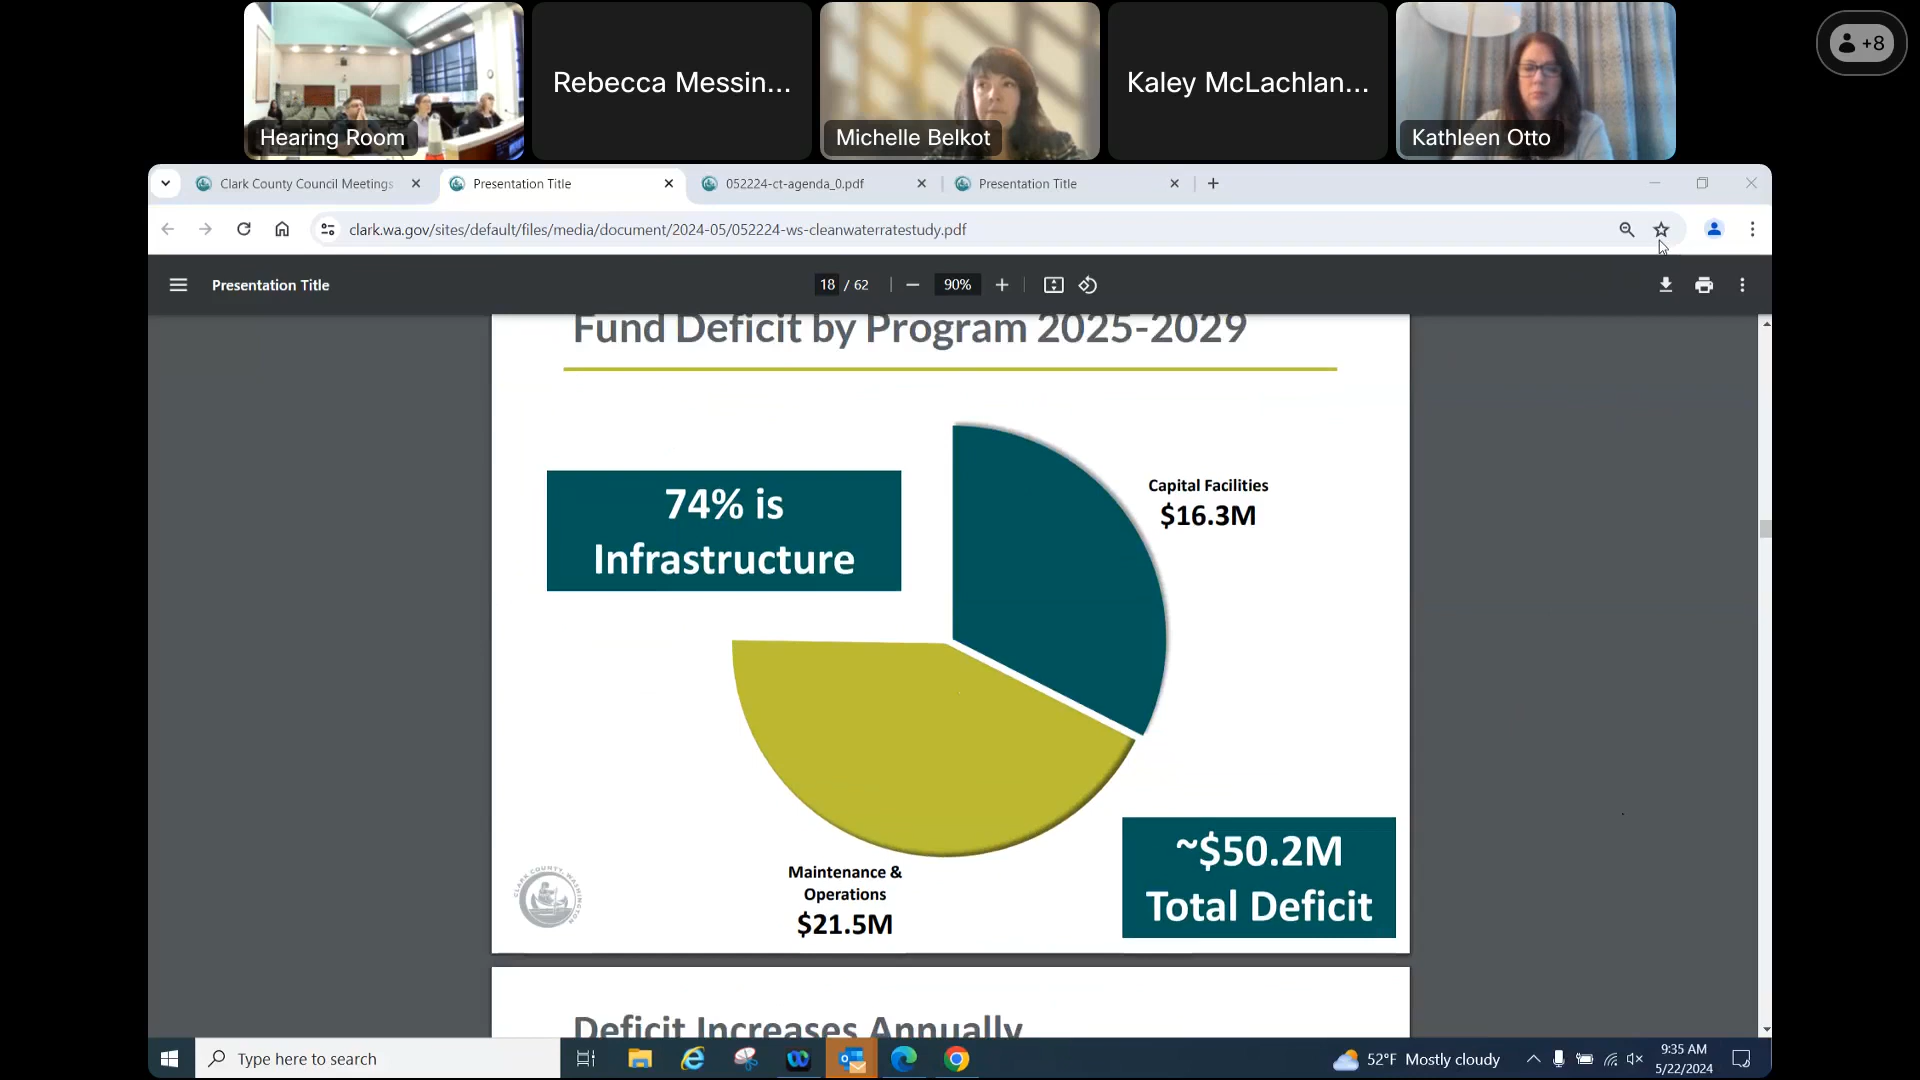 Hearing Room
Rebecca Messin...
Michelle Belkot
Kaley McLachlan...
Kathleen Otto
+8
Clark County Council Meetings
Presentation Title
052224-ct-agenda_0.pdf
Presentation Title
clark.wa.gov/sites/default/files/media/document/2024-05/052224-ws-cleanwaterratestudy.pdf
Presentation Title
18 / 62
90%
Fund Deficit by Program 2025-2029
74% is
Infrastructure
Capital Facilities
$16.3M
Maintenance &
Operations
$21.5M
~$50.2M
Total Deficit
CLARK COUNTY, WASHINGTON
Deficit Increases Annually
Type here to search
52°F Mostly cloudy
9:35 AM
5/22/2024